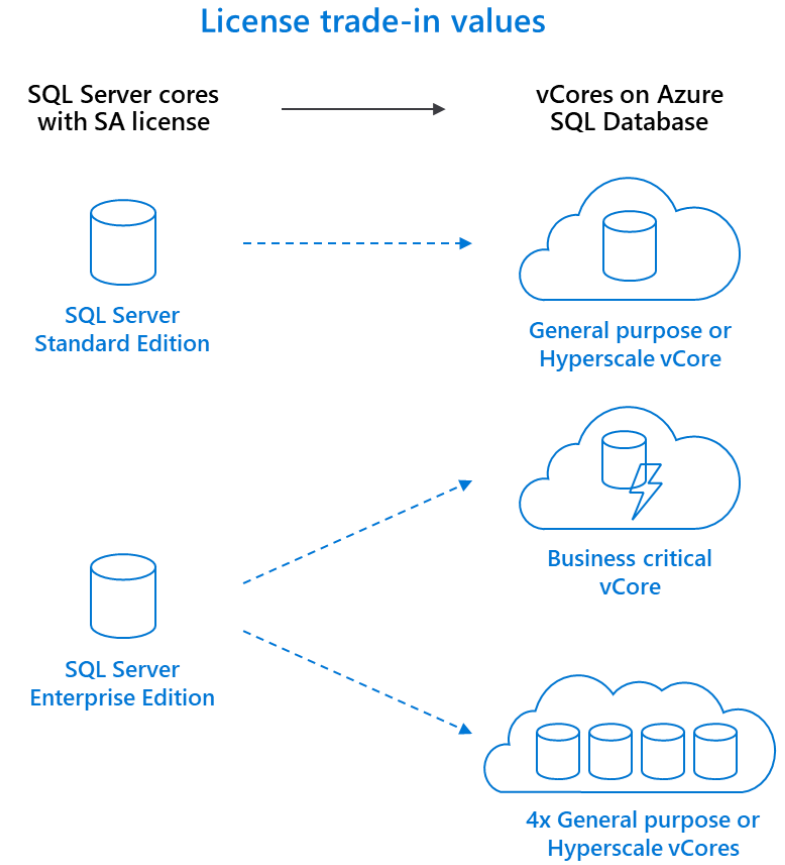 License trade-in values
SQL Server cores
with SA license
vCores on Azure
SQL Database
SQL Server
Standard Edition
General purpose or
Hyperscale vCore
Business critical
vCore
SQL Server
Enterprise Edition
4x General purpose or
Hyperscale vCores